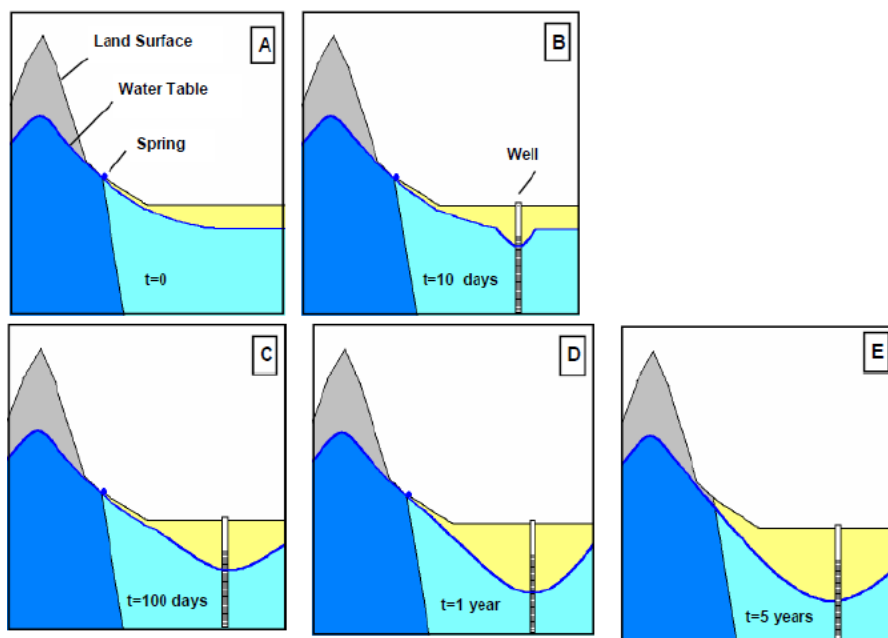 A
Land Surface
Water Table
Spring
t=0
B
Well
t=10 days
C
t=100 days
D
t=1 year
E
t=5 years